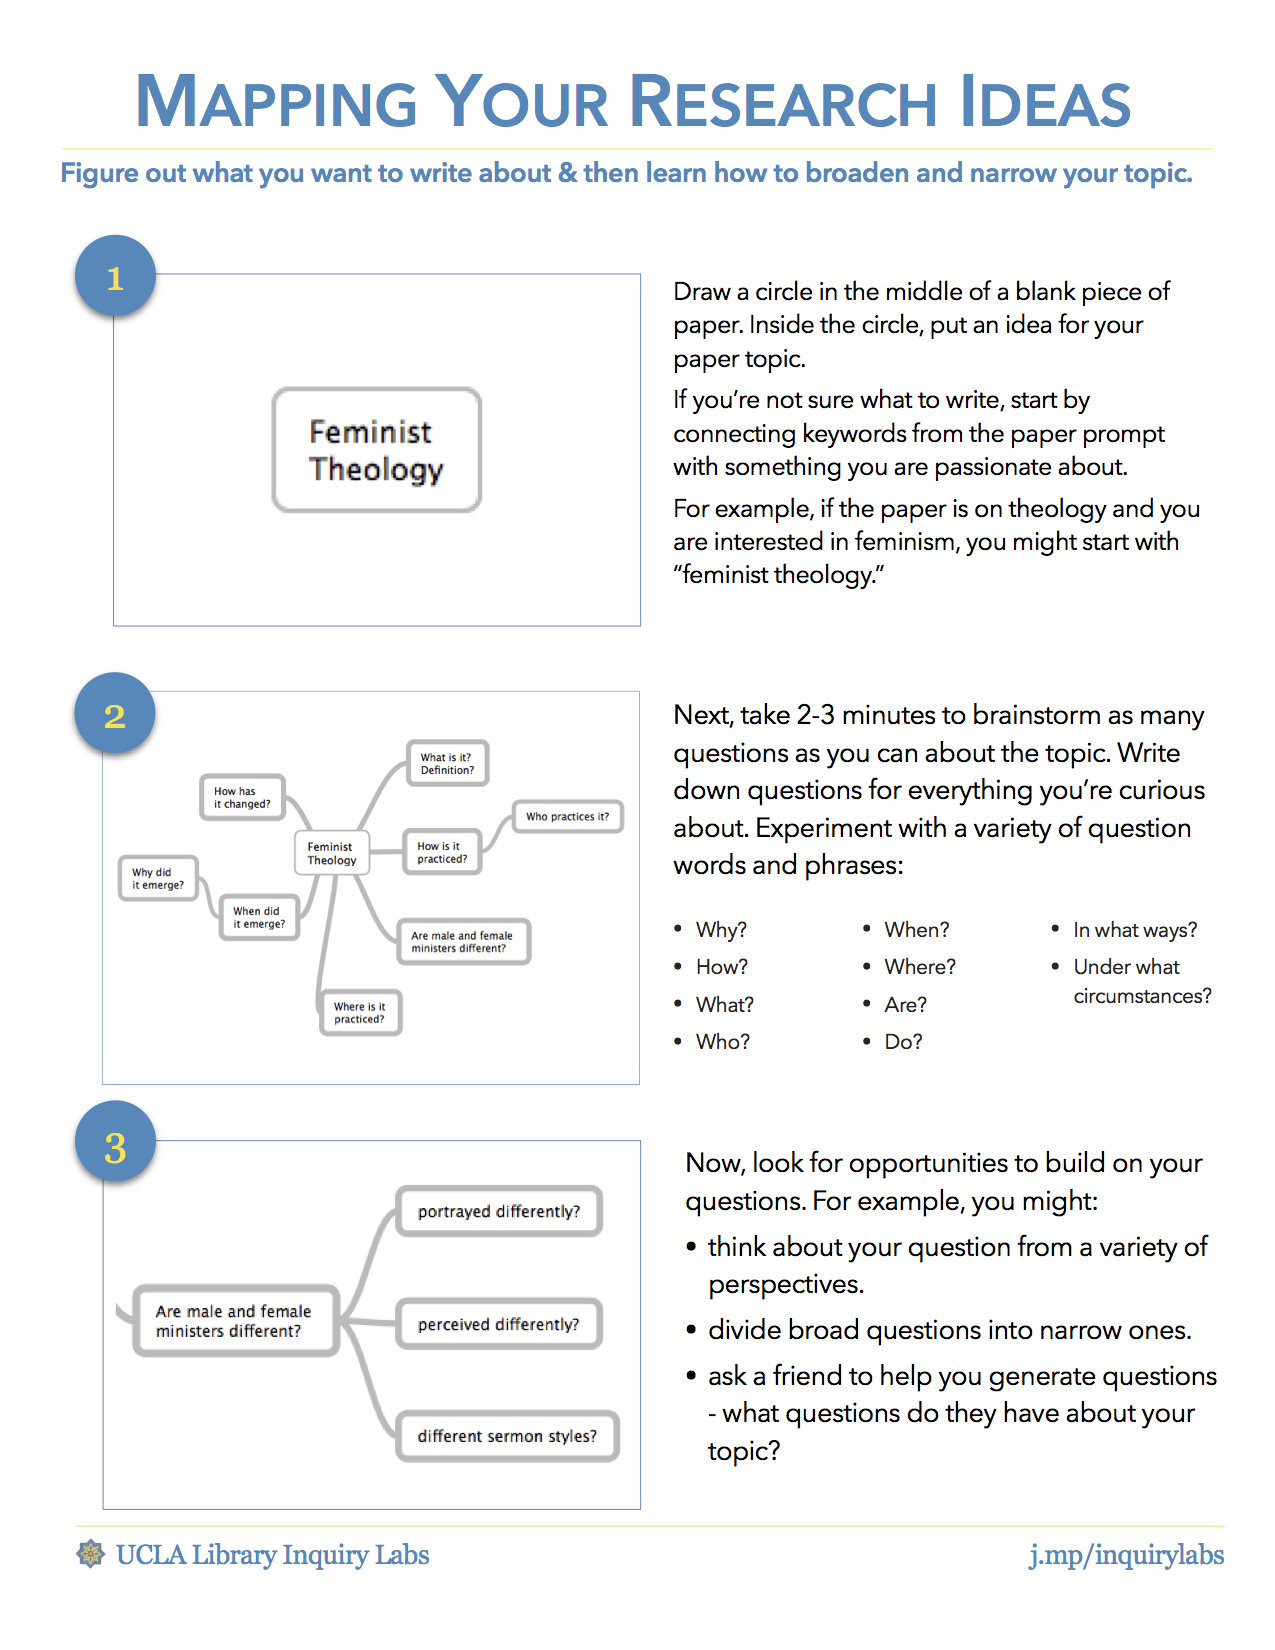 MAPPING YOUR RESEARCH IDEAS
Figure out what you want to write about & then learn how to broaden and narrow your topic.
1
Feminist
Theology
Draw a circle in the middle of a blank piece of
paper. Inside the circle, put an idea for your
paper topic.
If you’re not sure what to write, start by
connecting keywords from the paper prompt
with something you are passionate about.
For example, if the paper is on theology and you
are interested in feminism, you might start with
“feminist theology.”
2
What is it?
Definition?
How has
it changed?
Who practices it?
Feminist
Theology
How is it
practiced?
Why did
it emerge?
When did
it emerge?
Are male and female
ministers different?
Where is it
practiced?
Next, take 2-3 minutes to brainstorm as many
questions as you can about the topic. Write
down questions for everything you’re curious
about. Experiment with a variety of question
words and phrases:
• Why?
• How?
• What?
• Who?
• When?
• Where?
• Are?
• Do?
• In what ways?
• Under what
circumstances?
3
portrayed differently?
Are male and female
ministers different?
perceived differently?
different sermon styles?
Now, look for opportunities to build on your
questions. For example, you might:
• think about your question from a variety of
perspectives.
• divide broad questions into narrow ones.
• ask a friend to help you generate questions
- what questions do they have about your
topic?
UCLA Library Inquiry Labs
j.mp/inquirylabs